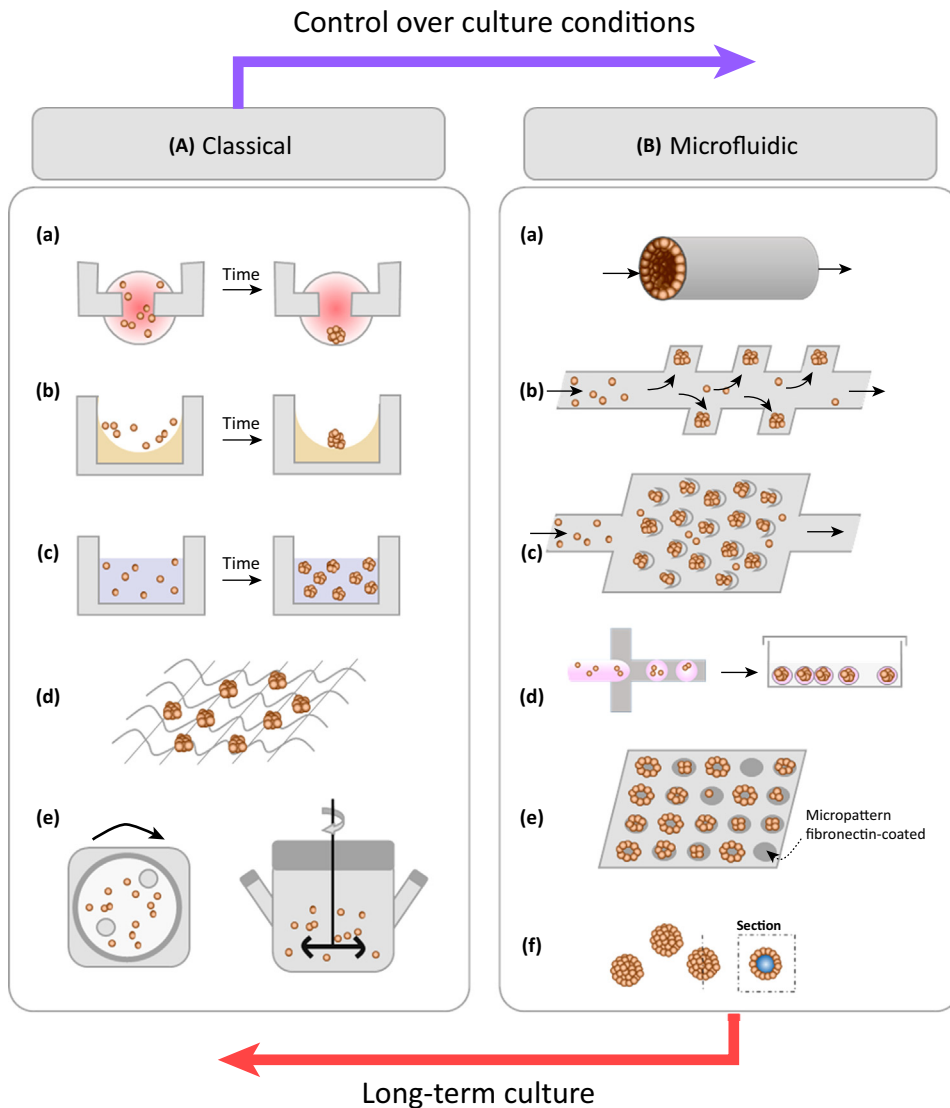 Control over culture conditions
(A) Classical
(B) Microfluidic
(a)
Time
(b)
Time
(c)
Time
(d)
(e)
(a)
(b)
(c)
(d)
(e)
Micropattern
fibronectin-coated
(f)
Section
Long-term culture